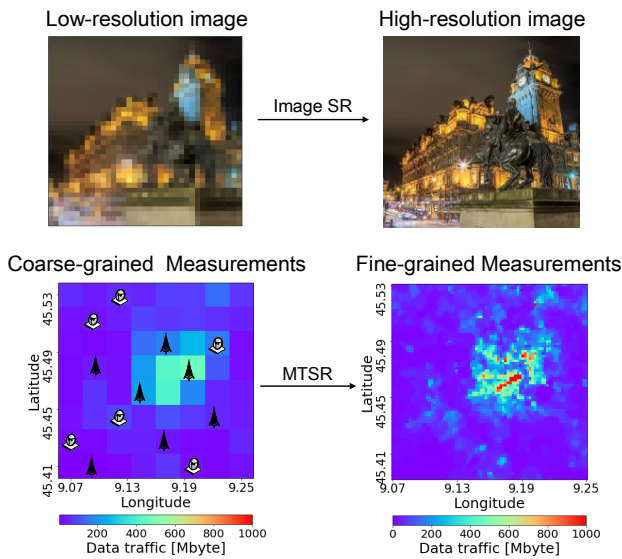 Low-resolution image
High-resolution image
Image SR
Coarse-grained Measurements
Fine-grained Measurements
45.53
45.49
45.45
45.41
Latitude
9.07 9.13 9.19 9.25
Longitude
200 400 600 800 1000
Data traffic [Mbyte]
MTSR
45.53
45.49
45.45
45.41
Latitude
9.07 9.13 9.19 9.25
Longitude
0 200 400 600 800 1000
Data traffic [Mbyte]